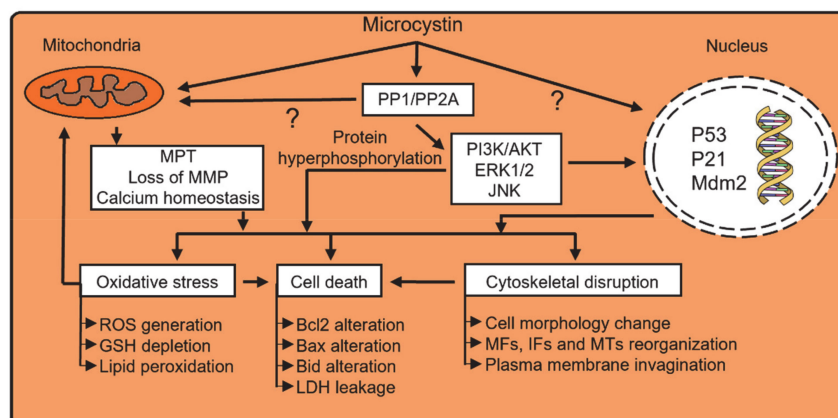 Microcystin
Mitochondria
Nucleus
PP1/PP2A
?
?
Protein
hyperphosphorylation
PI3K/AKT
ERK1/2
JNK
P53
P21
Mdm2
MPT
Loss of MMP
Calcium homeostasis
Oxidative stress
ROS generation
GSH depletion
Lipid peroxidation
Cell death
Bcl2 alteration
Bax alteration
Bid alteration
LDH leakage
Cytoskeletal disruption
Cell morphology change
MFs, IFs and MTs reorganization
Plasma membrane invagination